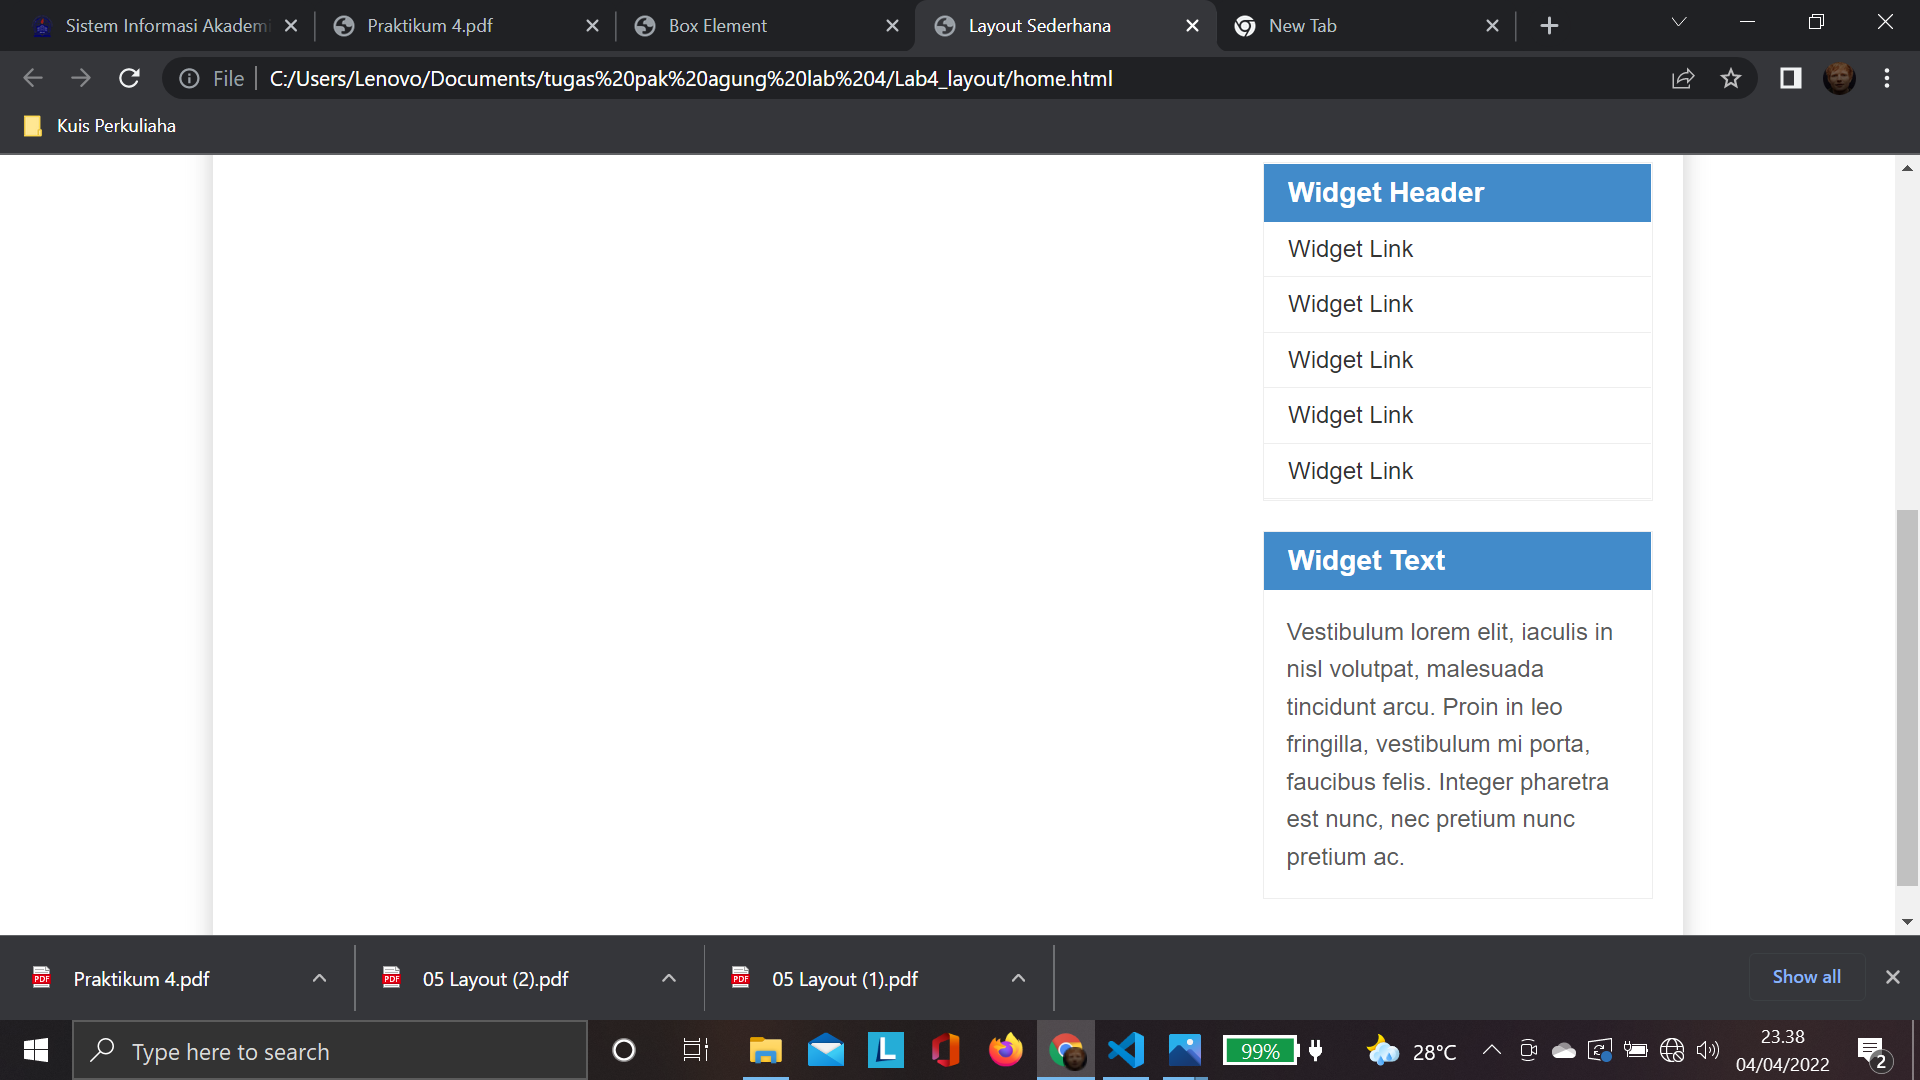 Sistem Informasi Akademi
Praktikum 4.pdf
Box Element
Layout Sederhana
New Tab
File
C:/Users/Lenovo/Documents/tugas%20pak%20agung%20lab%204/Lab4_layout/home.html
Kuis Perkuliaha
Widget Header
Widget Link
Widget Link
Widget Link
Widget Link
Widget Link
Widget Text
Vestibulum lorem elit, iaculis in
nisl volutpat, malesuada
tincidunt arcu. Proin in leo
fringilla, vestibulum mi porta,
faucibus felis. Integer pharetra
est nunc, nec pretium nunc
pretium ac.
PDF
Praktikum 4.pdf
PDF
05 Layout (2).pdf
PDF
05 Layout (1).pdf
Show all
Type here to search
L
99%
28°C
23.38
04/04/2022
2